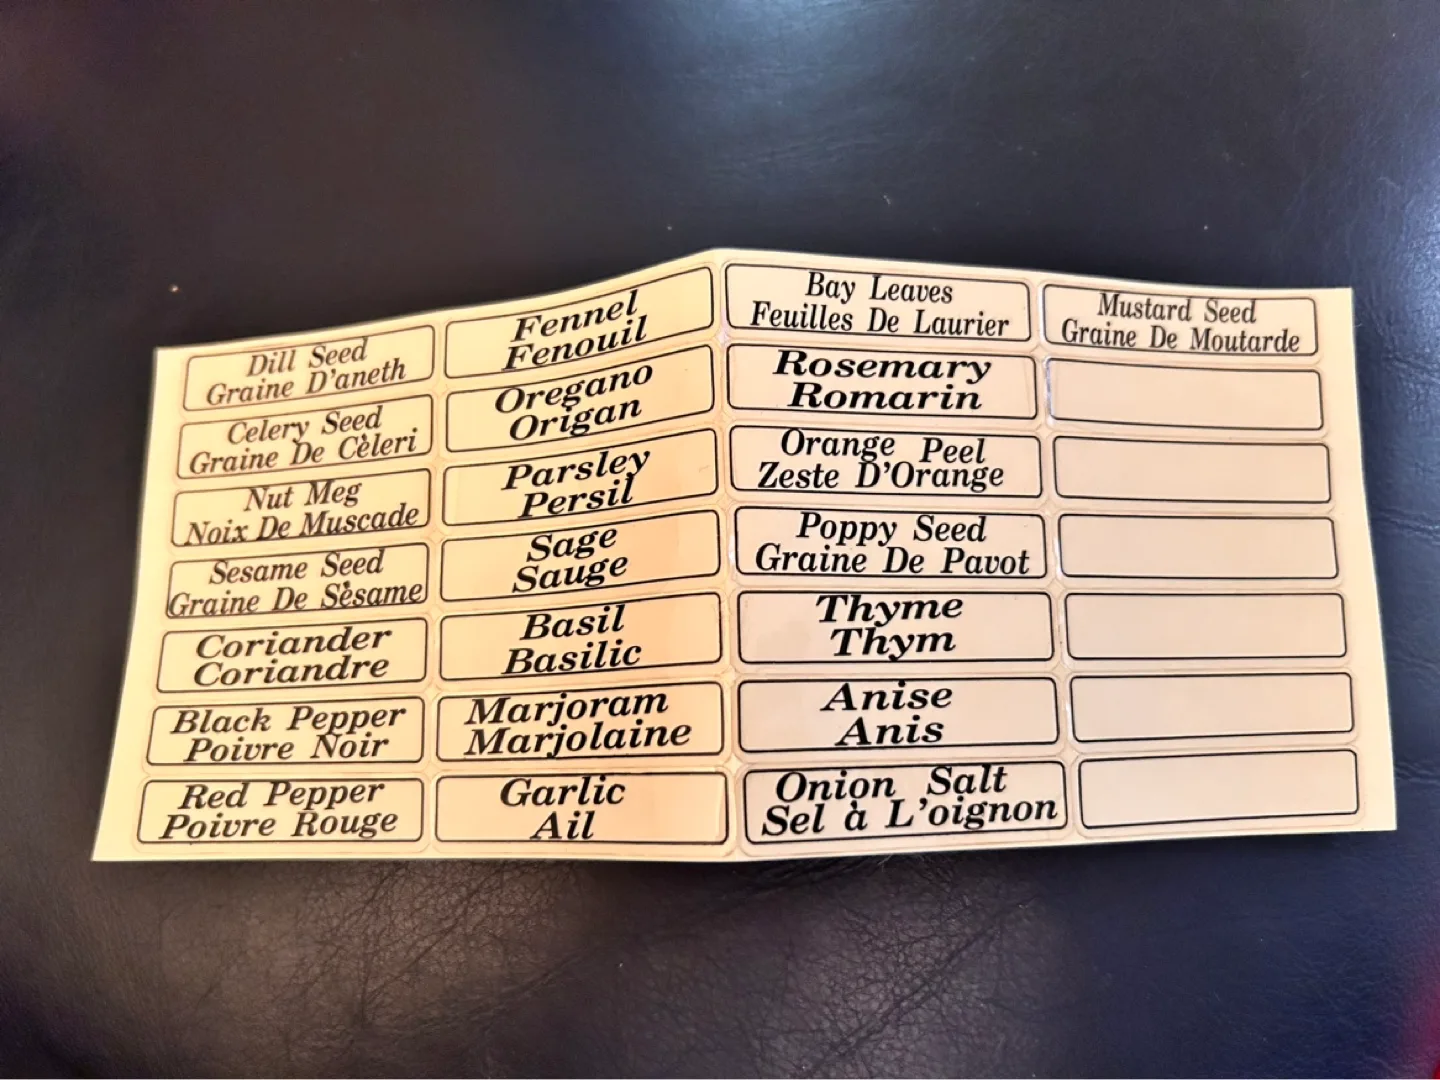 Dill Seed
Graine D'aneth
Celery Seed
Graine De Cèleri
Nut Meg
Noix De Muscade
Sesame Seed
Graine De Sèsame
Coriander
Coriandre
Black Pepper
Poivre Noir
Red Pepper
Poivre Rouge
Fennel
Fenouil
Oregano
Origan
Parsley
Persil
Sage
Sauge
Basil
Basilic
Marjoram
Marjolaine
Garlic
Ail
Bay Leaves
Feuilles De Laurier
Rosemary
Romarin
Orange Peel
Zeste D'Orange
Poppy Seed
Graine De Pavot
Thyme
Thym
Anise
Anis
Onion Salt
Sel à L'oignon
Mustard Seed
Graine De Moutarde